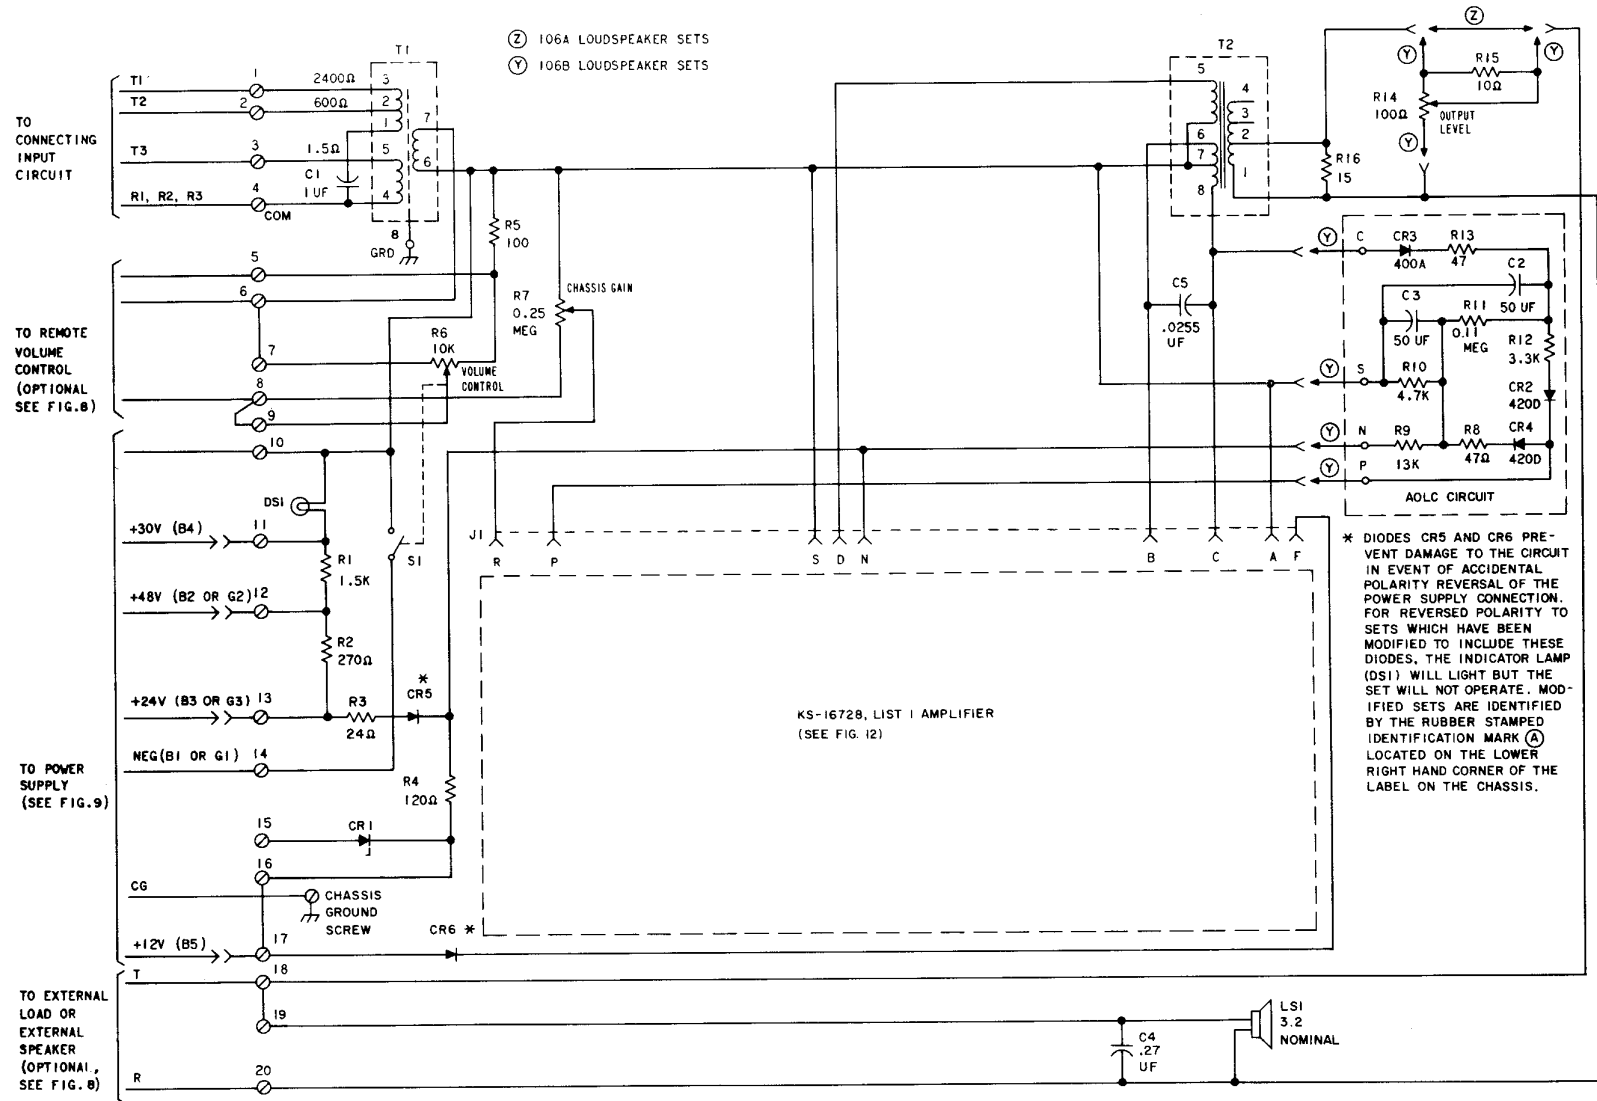 Z 106A LOUDSPEAKER SETS
Y 106B LOUDSPEAKER SETS
TO
CONNECTING
INPUT
CIRCUIT
T1
T2
T3
R1, R2, R3
1
2
3
4
COM
2400Ω
600Ω
1.5Ω
C1
1 UF
T1
3
2
1
5
4
7
6
8
GRD
TO REMOTE
VOLUME
CONTROL
(OPTIONAL
SEE FIG.8)
5
6
7
8
9
R5
100
R6
10K
VOLUME
CONTROL
R7
0.25
MEG
CHASSIS GAIN
T2
5
6
7
8
4
3
2
1
C5
.0255
UF
R16
15
Z
Y
Y
Y
R15
10Ω
R14
100Ω
OUTPUT
LEVEL
Y
C
CR3
400A
R13
47
C2
50 UF
C3
50 UF
R11
0.11
MEG
R12
3.3K
Y
S
R10
4.7K
CR2
420D
Y
N
R9
13K
R8
47Ω
CR4
420D
Y
P
AOLC CIRCUIT
TO POWER
SUPPLY
(SEE FIG.9)
10
DS1
+30V (B4)
11
R1
1.5K
S1
+48V (B2 OR G2)
12
R2
270Ω
+24V (B3 OR G3)
13
R3
24Ω
*
CR5
NEG(B1 OR G1)
14
R4
120Ω
15
CR1
16
CG
CHASSIS
GROUND
SCREW
+12V (B5)
17
CR6 *
J1
R
P
S
D
N
B
C
A
F
KS-16728, LIST 1 AMPLIFIER
(SEE FIG. 12)
* DIODES CR5 AND CR6 PRE-
VENT DAMAGE TO THE CIRCUIT
IN EVENT OF ACCIDENTAL
POLARITY REVERSAL OF THE
POWER SUPPLY CONNECTION.
FOR REVERSED POLARITY TO
SETS WHICH HAVE BEEN
MODIFIED TO INCLUDE THESE
DIODES, THE INDICATOR LAMP
(DS1) WILL LIGHT BUT THE
SET WILL NOT OPERATE. MOD-
IFIED SETS ARE IDENTIFIED
BY THE RUBBER STAMPED
IDENTIFICATION MARK A
LOCATED ON THE LOWER
RIGHT HAND CORNER OF THE
LABEL ON THE CHASSIS.
TO EXTERNAL
LOAD OR
EXTERNAL
SPEAKER
(OPTIONAL,
SEE FIG. 8)
T
R
18
19
20
C4
.27
UF
LS1
3.2
NOMINAL